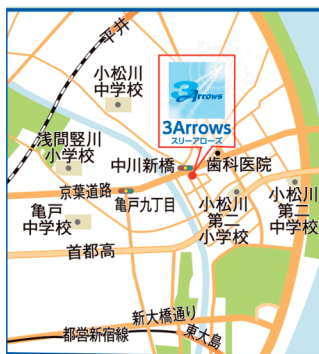 平井
小松川
中学校
3Arrows
3Arrows
スリーアローズ
浅間竪川
小学校
中川新橋
歯科医院
京葉道路
亀戸九丁目
亀戸
中学校
小松川
第二
小学校
小松川
第二
中学校
首都高
新大橋通り
都営新宿線
東大島